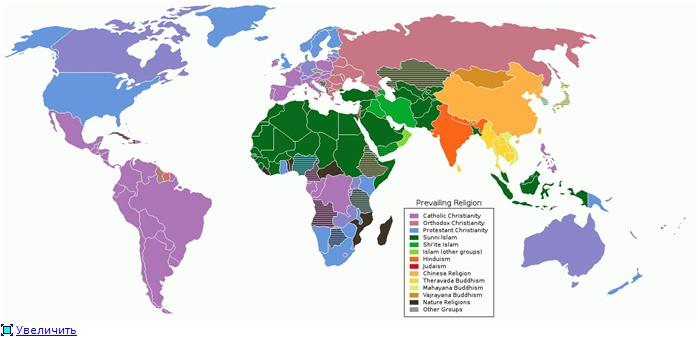 Prevailing Religion
Catholic Christianity
Orthodox Christianity
Protestant Christianity
Sunni Islam
Shi'ite Islam
Islam (other groups)
Hinduism
Judaism
Chinese Religion
Theravada Buddhism
Mahayana Buddhism
Vajrayana Buddhism
Nature Religions
Other Groups
Увеличить